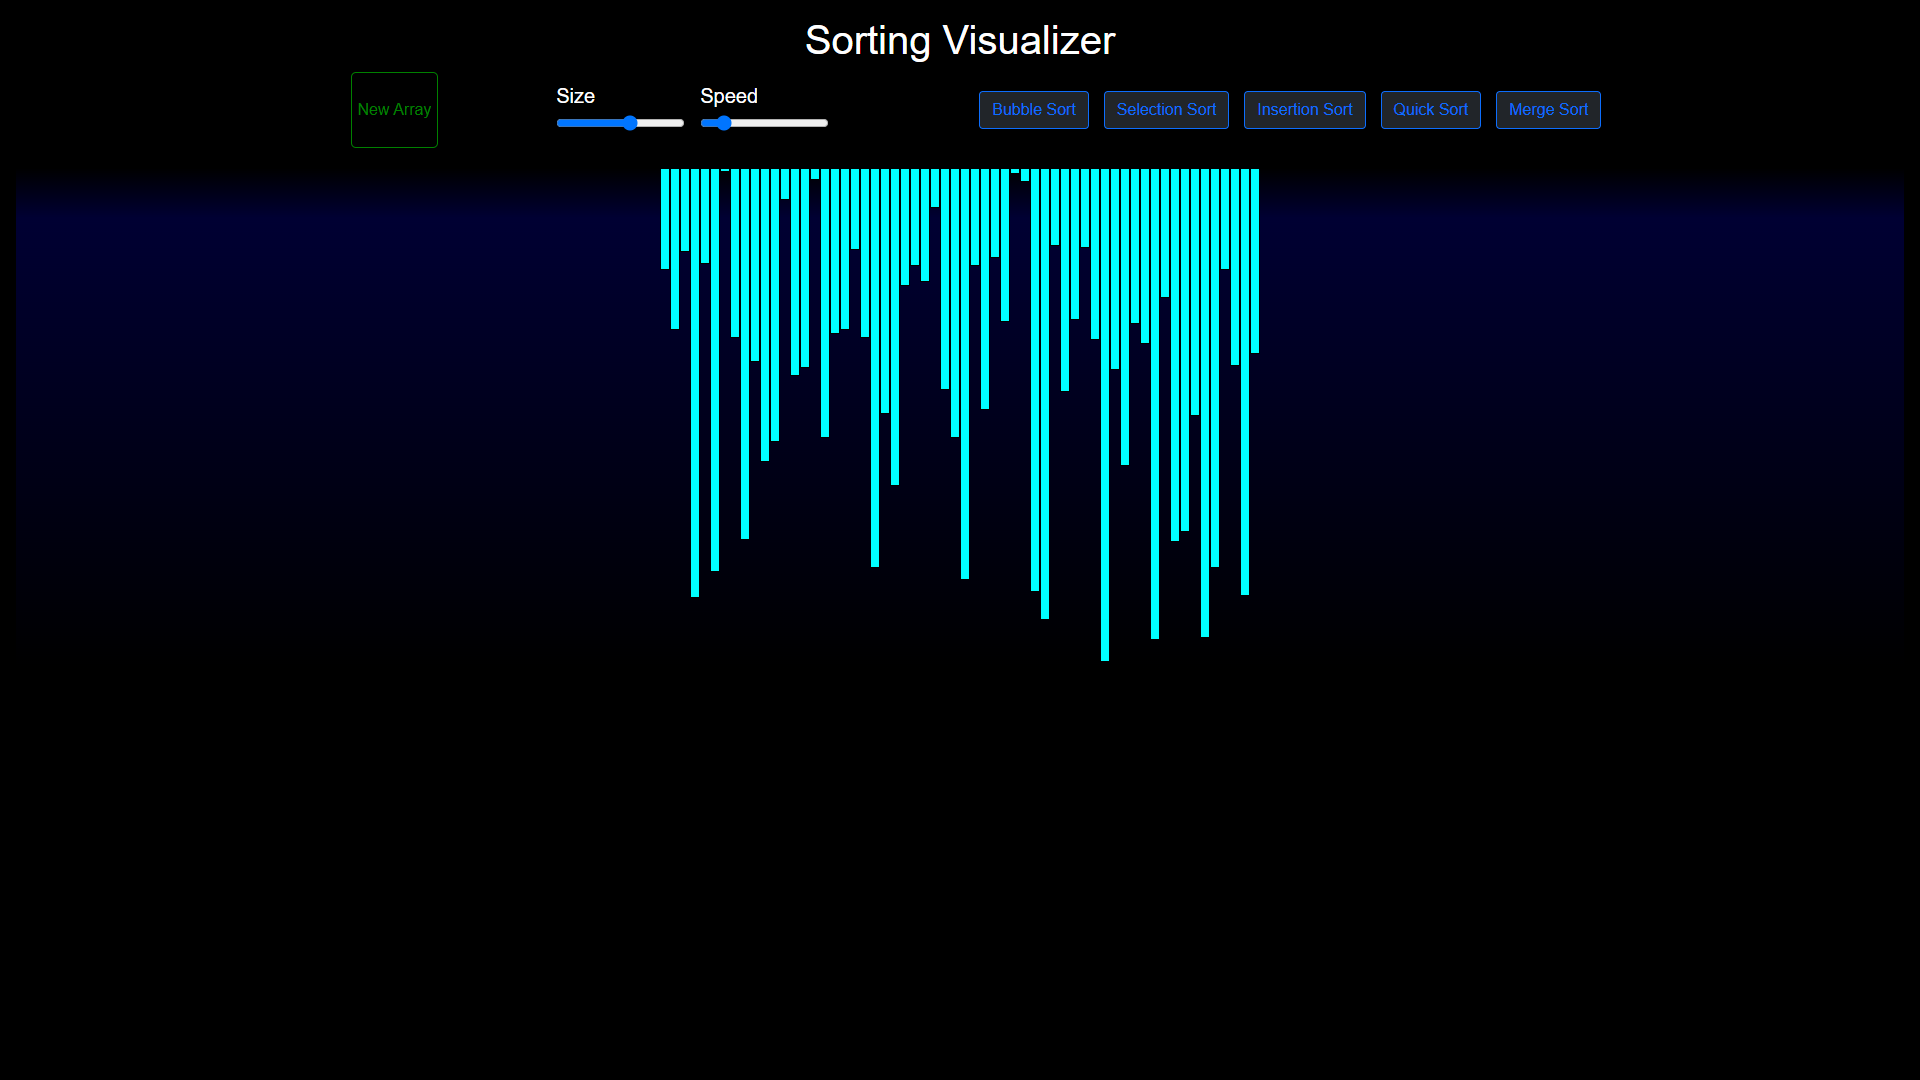 Sorting Visualizer
New Array
Size
Speed
Bubble Sort
Selection Sort
Insertion Sort
Quick Sort
Merge Sort